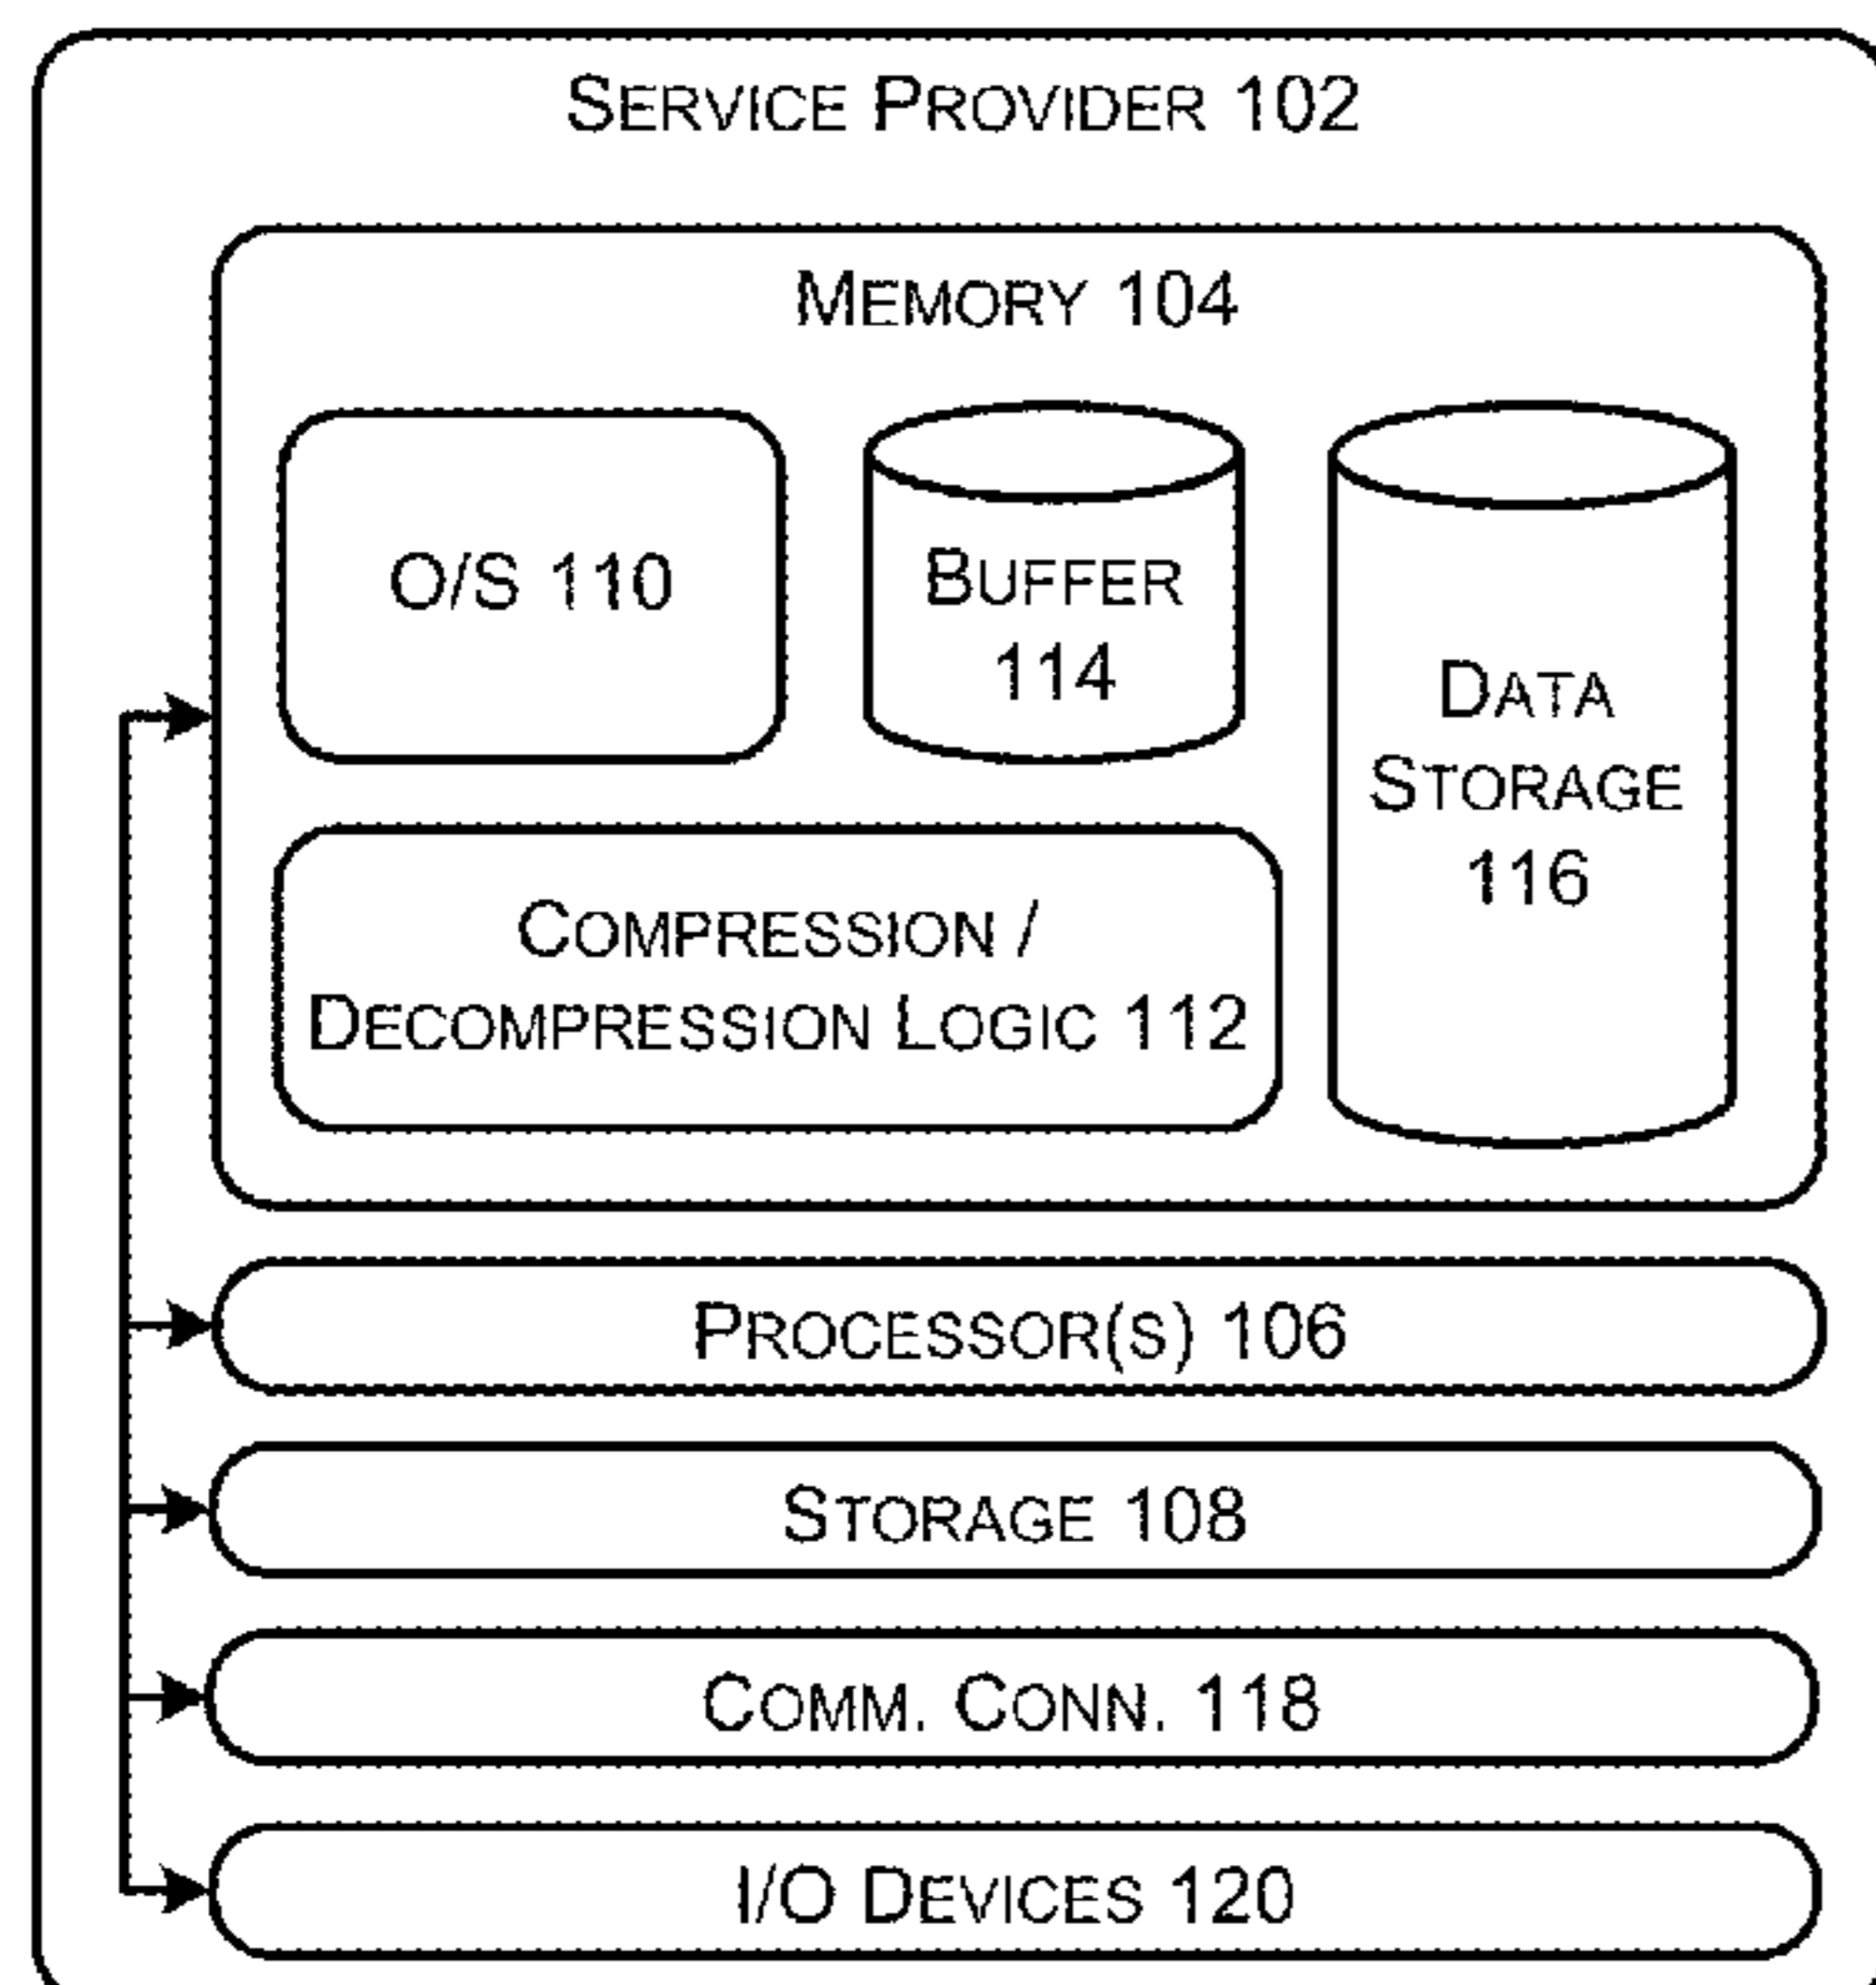 SERVICE PROVIDER 102
MEMORY 104
O/S 110
BUFFER
114
DATA
STORAGE
116
COMPRESSION /
DECOMPRESSION LOGIC 112
PROCESSOR(S) 106
STORAGE 108
COMM. CONN. 118
I/O DEVICES 120